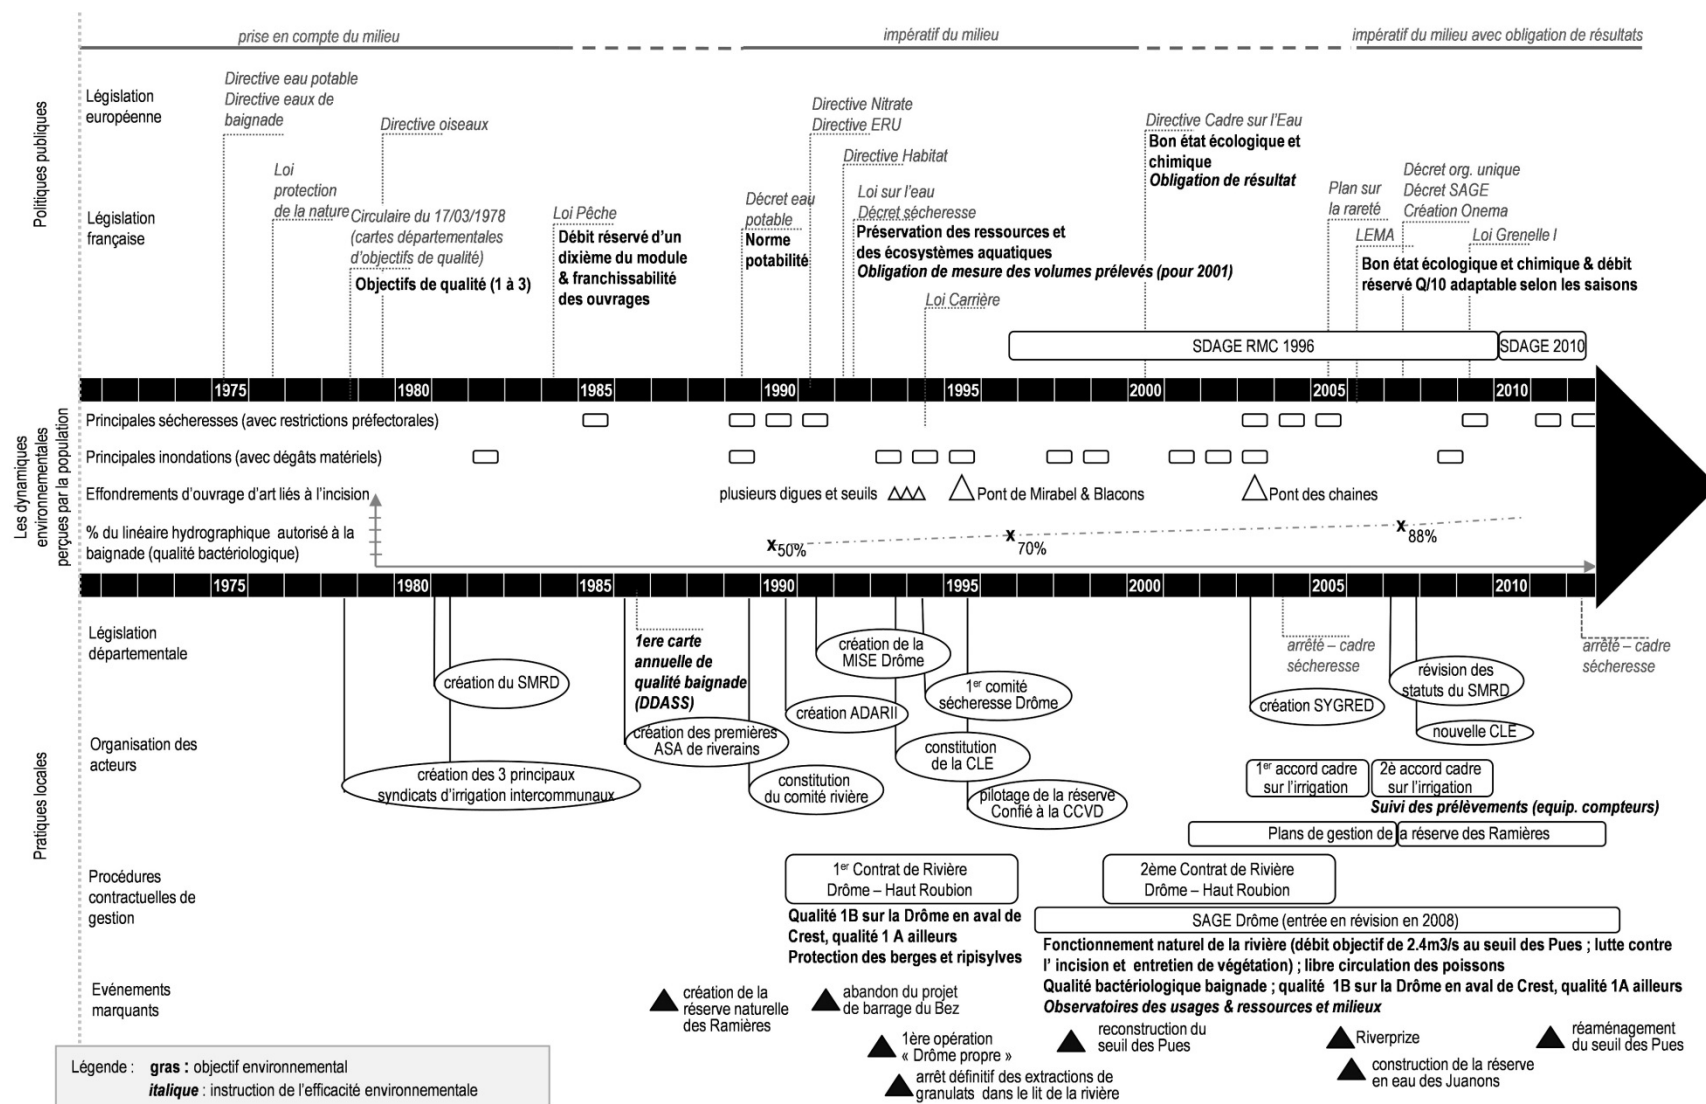 prise en compte du milieu
impératif du milieu
impératif du milieu avec obligation de résultats
Politiques publiques
Législation
européenne
Directive eau potable
Directive eaux de
baignade
Directive oiseaux
Directive Nitrate
Directive ERU
Directive Habitat
Directive Cadre sur l'Eau
Bon état écologique et
chimique
Obligation de résultat
Législation
française
Loi
protection
de la nature
Circulaire du 17/03/1978
(cartes départementales
d'objectifs de qualité)
Objectifs de qualité (1 à 3)
Loi Pêche
Débit réservé d'un
dixième du module
& franchissabilité
des ouvrages
Décret eau
potable
Norme
potabilité
Loi sur l'eau
Décret sécheresse
Préservation des ressources et
des écosystèmes aquatiques
Obligation de mesure des volumes prélevés (pour 2001)
Loi Carrière
Plan sur
la rareté
LEMA
Décret org. unique
Décret SAGE
Création Onema
Loi Grenelle I
Bon état écologique et chimique & débit
réservé Q/10 adaptable selon les saisons
SDAGE RMC 1996
SDAGE 2010
1975
1980
1985
1990
1995
2000
2005
2010
Les dynamiques
environnementales
perçues par la population
Principales sécheresses (avec restrictions préfectorales)
Principales inondations (avec dégâts matériels)
Effondrements d'ouvrage d'art liés à l'incision
plusieurs digues et seuils
Pont de Mirabel & Blacons
Pont des chaines
% du linéaire hydrographique autorisé à la
baignade (qualité bactériologique)
x 50%
x 70%
x 88%
1975
1980
1985
1990
1995
2000
2005
2010
Pratiques locales
Législation
départementale
1ere carte
annuelle de
qualité baignade
(DDASS)
arrêté – cadre
sécheresse
arrêté – cadre
sécheresse
Organisation des
acteurs
création du SMRD
création des 3 principaux
syndicats d'irrigation intercommunaux
création des premières
ASA de riverains
constitution
du comité rivière
création ADARII
création de la
MISE Drôme
1er comité
sécheresse Drôme
constitution
de la CLE
pilotage de la réserve
Confié à la CCVD
création SYGRED
révision des
statuts du SMRD
nouvelle CLE
1er accord cadre
sur l'irrigation
2è accord cadre
sur l'irrigation
Suivi des prélèvements (equip. compteurs)
Plans de gestion de la réserve des Ramières
Procédures
contractuelles de
gestion
1er Contrat de Rivière
Drôme – Haut Roubion
2ème Contrat de Rivière
Drôme – Haut Roubion
SAGE Drôme (entrée en révision en 2008)
Qualité 1B sur la Drôme en aval de
Crest, qualité 1 A ailleurs
Protection des berges et ripisylves
Fonctionnement naturel de la rivière (débit objectif de 2.4m3/s au seuil des Pues ; lutte contre
l' incision et entretien de végétation) ; libre circulation des poissons
Qualité bactériologique baignade ; qualité 1B sur la Drôme en aval de Crest, qualité 1A ailleurs
Observatoires des usages & ressources et milieux
Evénements
marquants
création de la
réserve naturelle
des Ramières
abandon du projet
de barrage du Bez
1ère opération
« Drôme propre »
arrêt définitif des extractions de
granulats dans le lit de la rivière
reconstruction du
seuil des Pues
Riverprize
construction de la réserve
en eau des Juanons
réaménagement
du seuil des Pues
Légende : gras : objectif environnemental
italique : instruction de l'efficacité environnementale